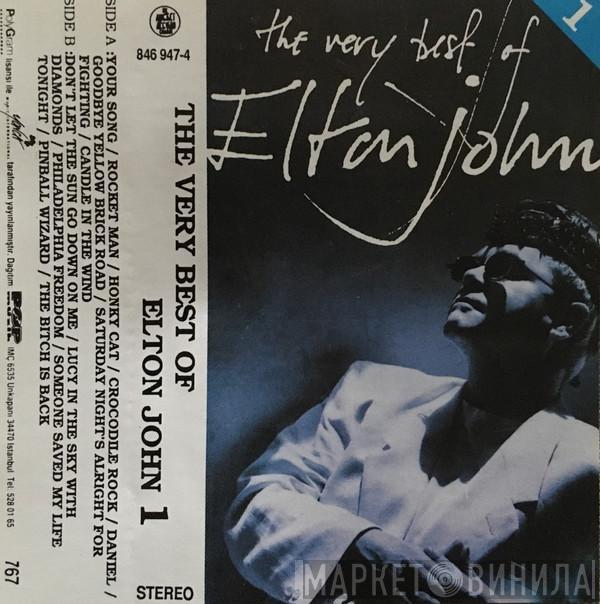 846 947-4
THE VERY BEST OF
ELTON JOHN 1
SIDE A : YOUR SONG / ROCKET MAN / HONKY CAT / CROCODILE ROCK / DANIEL /
GOODBYE YELLOW BRICK ROAD / SATURDAY NIGHT'S ALRIGHT FOR
FIGHTING / CANDLE IN THE WIND
SIDE B : DON'T LET THE SUN GO DOWN ON ME / LUCY IN THE SKY WITH
DIAMONDS / PHILADELPHIA FREEDOM / SOMEONE SAVED MY LIFE
TONIGHT / PINBALL WIZARD / THE BITCH IS BACK
PolyGram lisansı ile tarafından yayınlanmıştır. Dagıtım İMÇ 6535 Unkapanı 34470 İstanbul Tel: 528 01 65
767
STEREO
1
the very best of
Elton john
МАРКЕТ ВИНИЛА